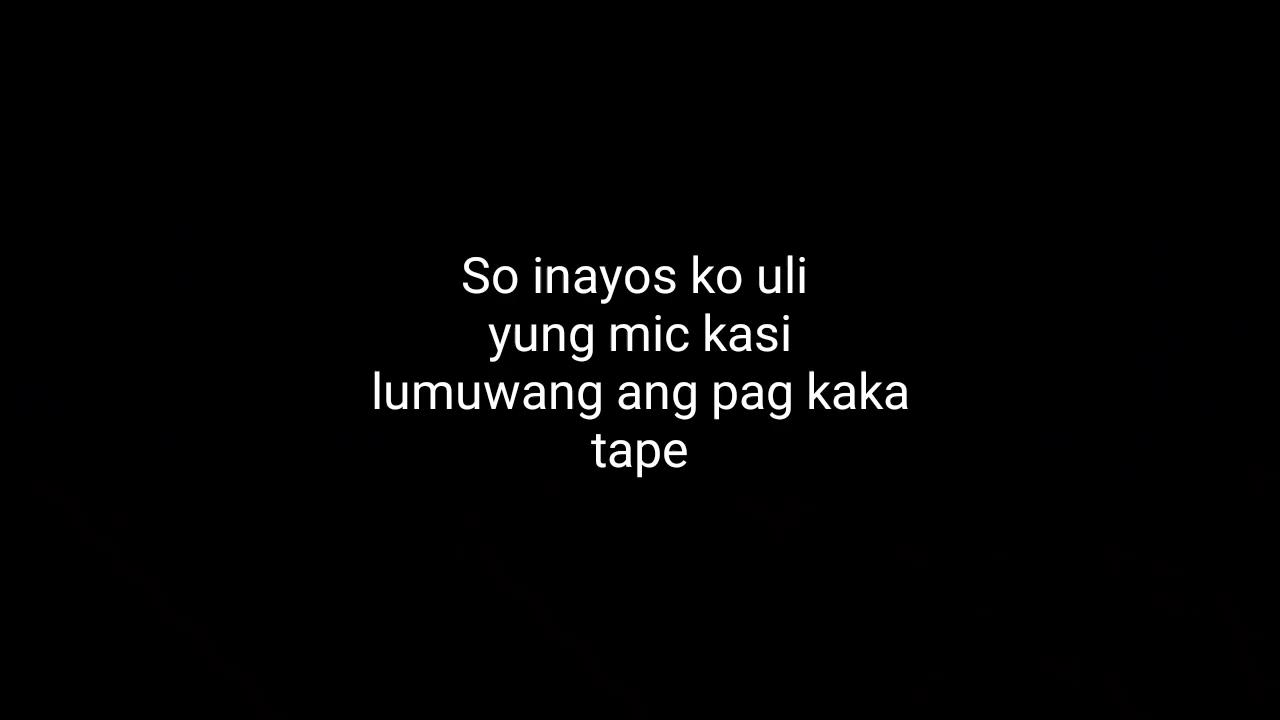 So inayos ko uli
yung mic kasi
lumuwang ang pag kaka
tape